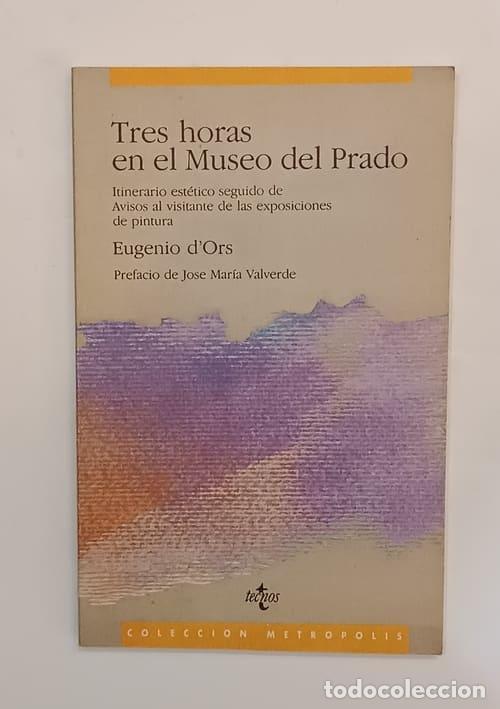 Tres horas
en el Museo del Prado
Itinerario estético seguido de
Avisos al visitante de las exposiciones
de pintura
Eugenio d'Ors
Prefacio de Jose María Valverde
tecnos
COLECCION METROPOLIS
todocoleccion